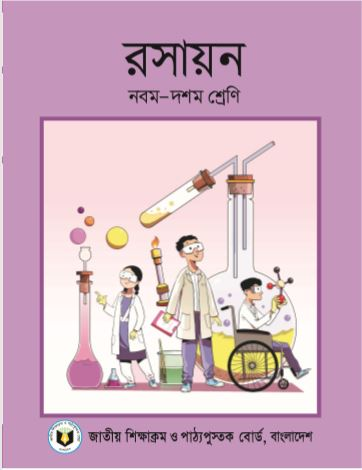 রসায়ন
নবম-দশম শ্রেণি
জাতীয় শিক্ষাক্রম ও পাঠ্যপুস্তক বোর্ড, বাংলাদেশ